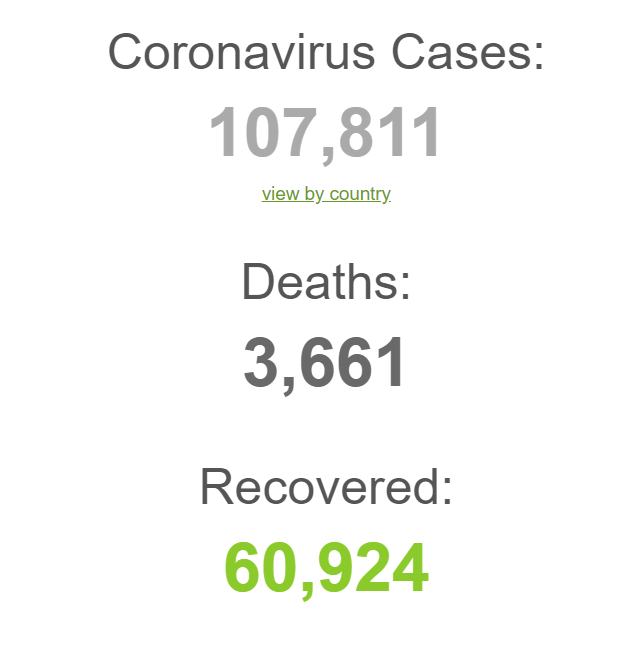 Coronavirus Cases:
107,811
view by country
Deaths:
3,661
Recovered:
60,924